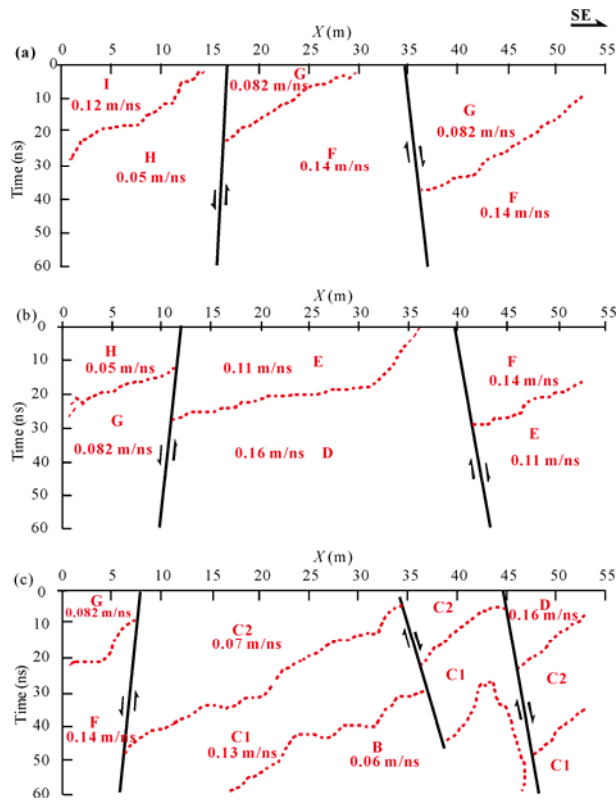 X (m)
SE
(a) 0 5 10 15 20 25 30 35 40 45 50 55
0
10
20
30
40
50
60
Time (ns)
I
0.12 m/ns
H
0.05 m/ns
G
0.082 m/ns
F
0.14 m/ns
G
0.082 m/ns
F
0.14 m/ns
X (m)
(b) 0 5 10 15 20 25 30 35 40 45 50 55
0
10
20
30
40
50
60
Time (ns)
H
0.05 m/ns
G
0.082 m/ns
0.11 m/ns E
0.16 m/ns D
F
0.14 m/ns
E
0.11 m/ns
X (m)
(c) 0 5 10 15 20 25 30 35 40 45 50 55
0
10
20
30
40
50
60
Time (ns)
G
0.082 m/ns
F
0.14 m/ns
C2
0.07 m/ns
C1
0.13 m/ns
B
0.06 m/ns
C2
C1
D
0.16 m/ns
C2
C1